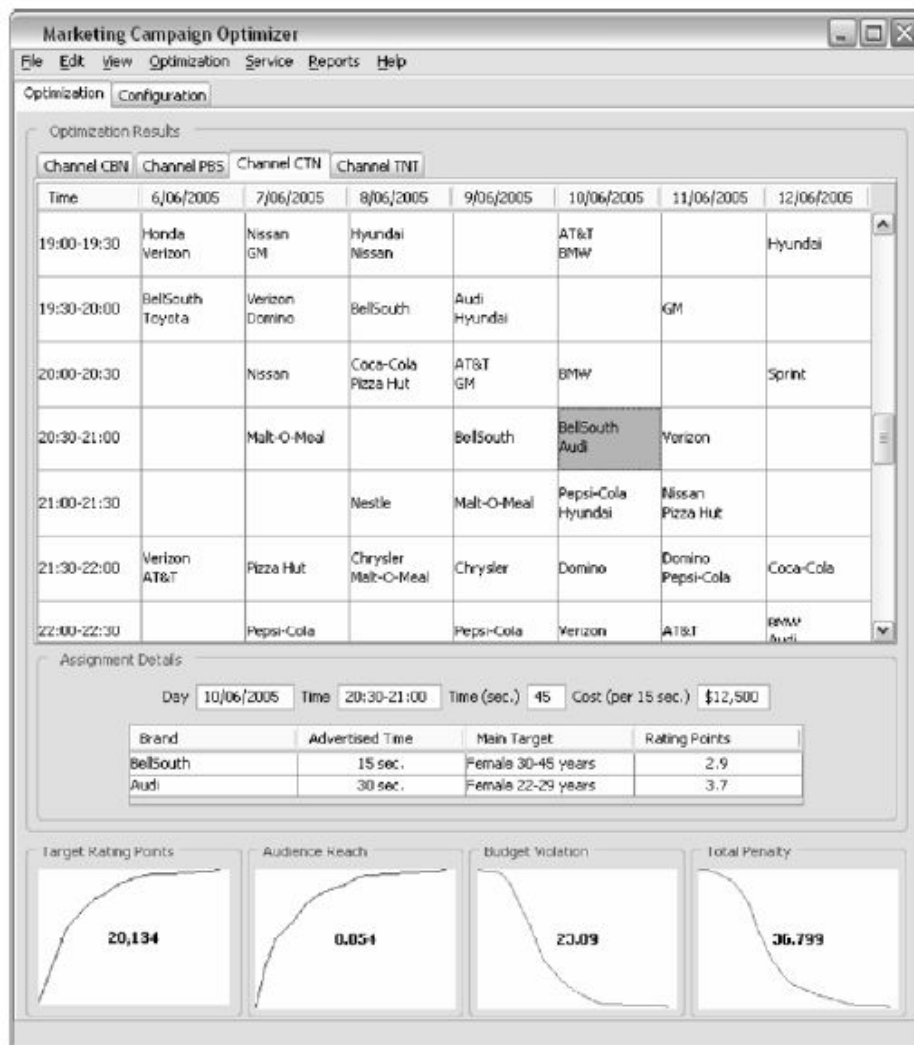 Marketing Campaign Optimizer
File Edit View Optimization Service Reports Help
Optimization Configuration
Optimization Results
Channel CBN Channel PBS Channel CTN Channel TNT
Time 6/06/2005 7/06/2005 8/06/2005 9/06/2005 10/06/2005 11/06/2005 12/06/2005
Honda Nissan Hyundai AT&T
19:00-19:30 Hyundai
Verizon GM Nissan BMW
BellSouth Verizon Audi
19:30-20:00 BellSouth GM
Toyota Domino Hyundai
Coca-Cola AT&T
20:00-20:30 Nissan BMW Sprint
Pizza Hut GM
BellSouth
20:30-21:00 Malt-O-Meal BellSouth Verizon
Audi
Pepsi-Cola Nissan
21:00-21:30 Nestle Malt-O-Meal
Hyundai Pizza Hut
Verizon Chrysler Domino
21:30-22:00 Pizza Hut Chrysler Domino Coca-Cola
AT&T Malt-O-Meal Pepsi-Cola
BMW
22:00-22:30 Pepsi-Cola Pepsi-Cola Verizon AT&T
Audi
Assignment Details
Day 10/06/2005 Time 20:30-21:00 Time (sec.) 45 Cost (per 15 sec.) $12,500
Brand Advertised Time Main Target Rating Points
BellSouth 15 sec. Female 30-45 years 2.9
Audi 30 sec. Female 22-29 years 3.7
Target Rating Points Audience Reach Budget Violation Total Penalty
20,134